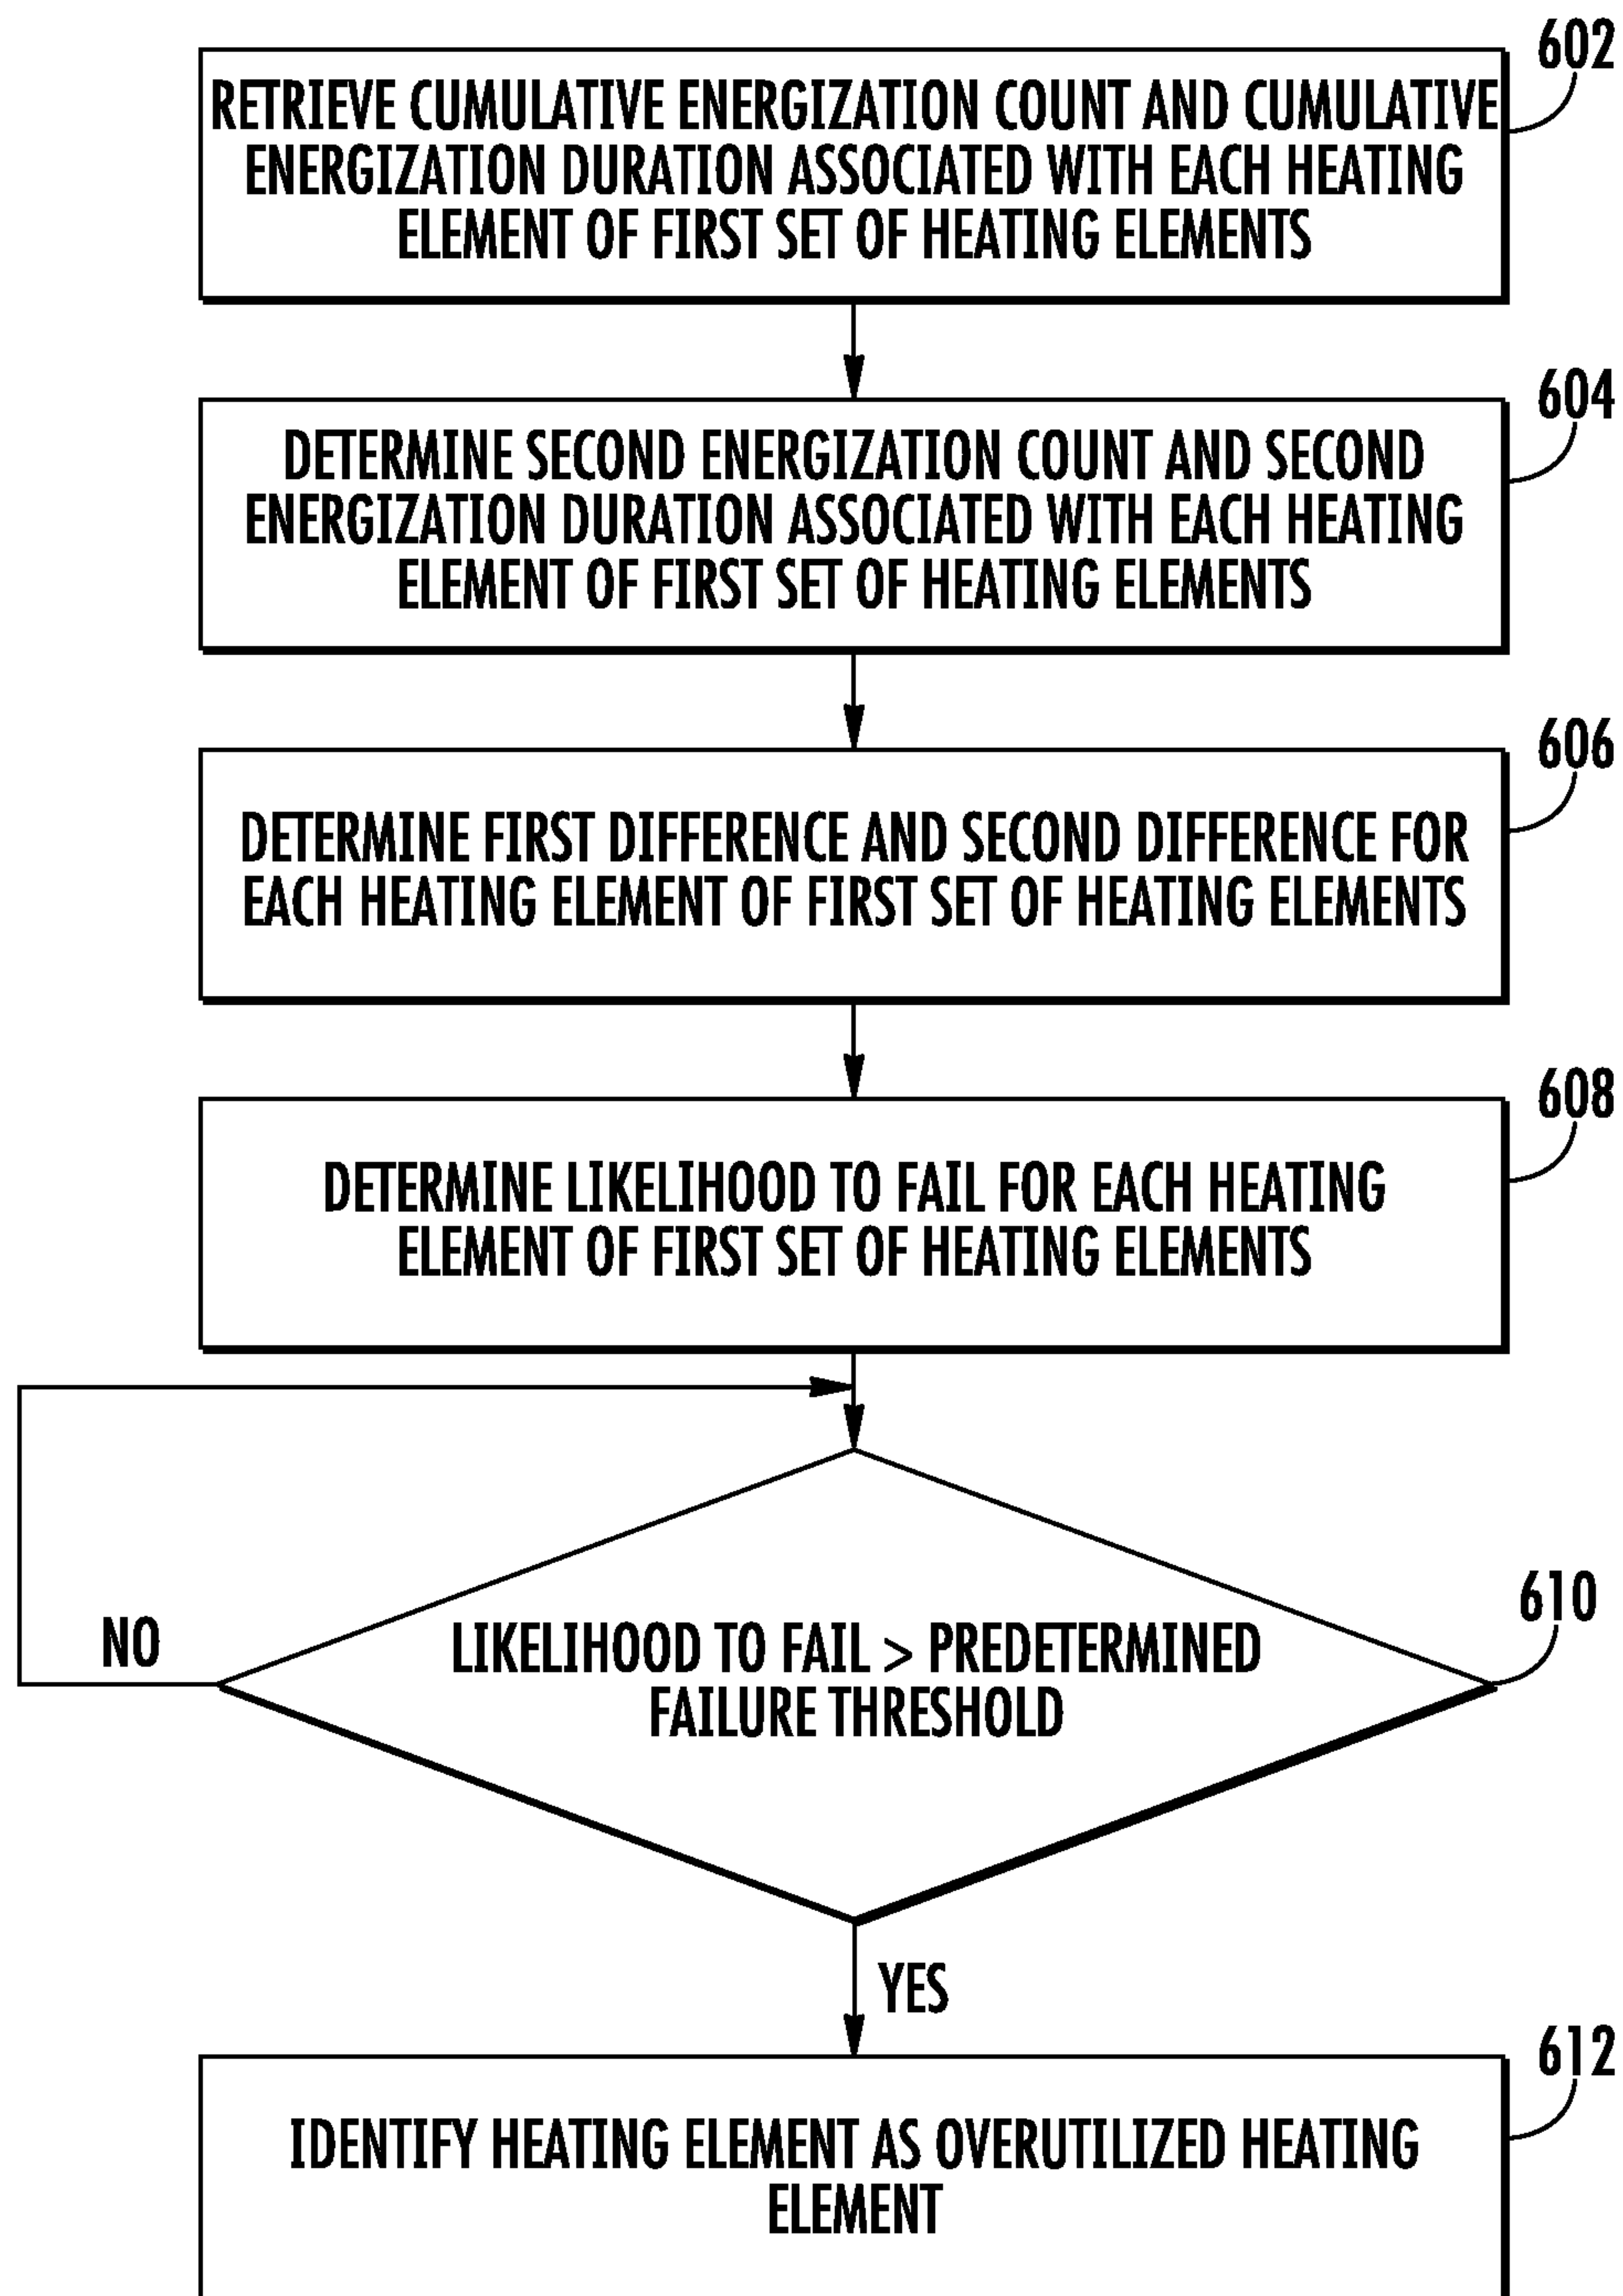 602
RETRIEVE CUMULATIVE ENERGIZATION COUNT AND CUMULATIVE
ENERGIZATION DURATION ASSOCIATED WITH EACH HEATING
ELEMENT OF FIRST SET OF HEATING ELEMENTS
604
DETERMINE SECOND ENERGIZATION COUNT AND SECOND
ENERGIZATION DURATION ASSOCIATED WITH EACH HEATING
ELEMENT OF FIRST SET OF HEATING ELEMENTS
606
DETERMINE FIRST DIFFERENCE AND SECOND DIFFERENCE FOR
EACH HEATING ELEMENT OF FIRST SET OF HEATING ELEMENTS
608
DETERMINE LIKELIHOOD TO FAIL FOR EACH HEATING
ELEMENT OF FIRST SET OF HEATING ELEMENTS
610
NO
LIKELIHOOD TO FAIL > PREDETERMINED
FAILURE THRESHOLD
YES
612
IDENTIFY HEATING ELEMENT AS OVERUTILIZED HEATING
ELEMENT